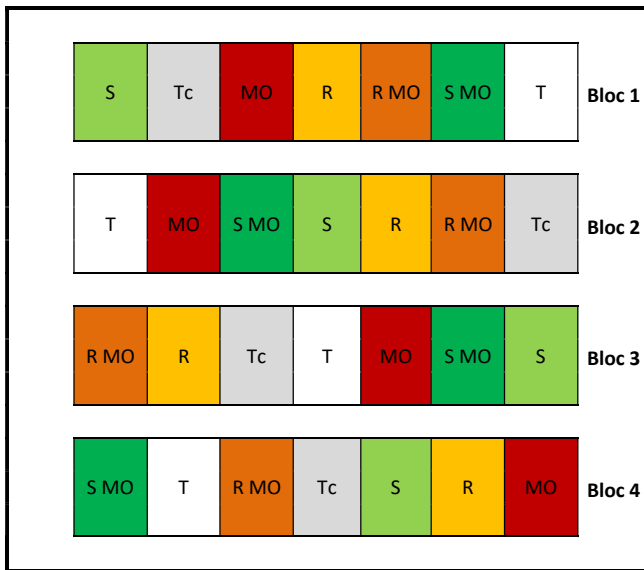 S Tc MO R R MO S MO T Bloc 1
T MO S MO S R R MO Tc Bloc 2
R MO R Tc T MO S MO S Bloc 3
S MO T R MO Tc S R MO Bloc 4